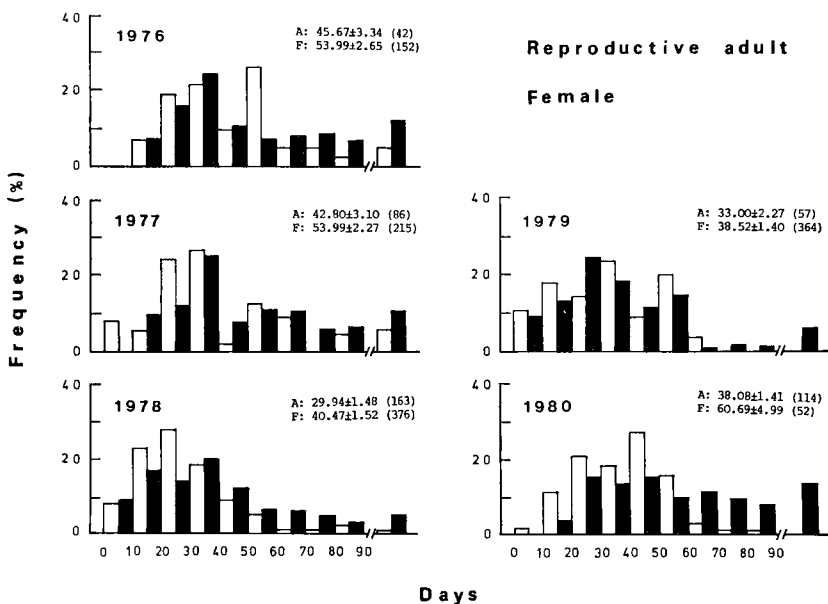 Reproductive adult
Female
Frequency (%)
40
20
0
1976
A: 45.67±3.34 (42)
F: 53.99±2.65 (152)
40
20
0
1977
A: 42.80±3.10 (86)
F: 53.99±2.27 (215)
40
20
0
1978
A: 29.94±1.48 (163)
F: 40.47±1.52 (376)
0 10 20 30 40 50 60 70 80 90
40
20
0
1979
A: 33.00±2.27 (57)
F: 38.52±1.40 (364)
40
20
0
1980
A: 38.08±1.41 (114)
F: 60.69±4.99 (52)
0 10 20 30 40 50 60 70 80 90
Days